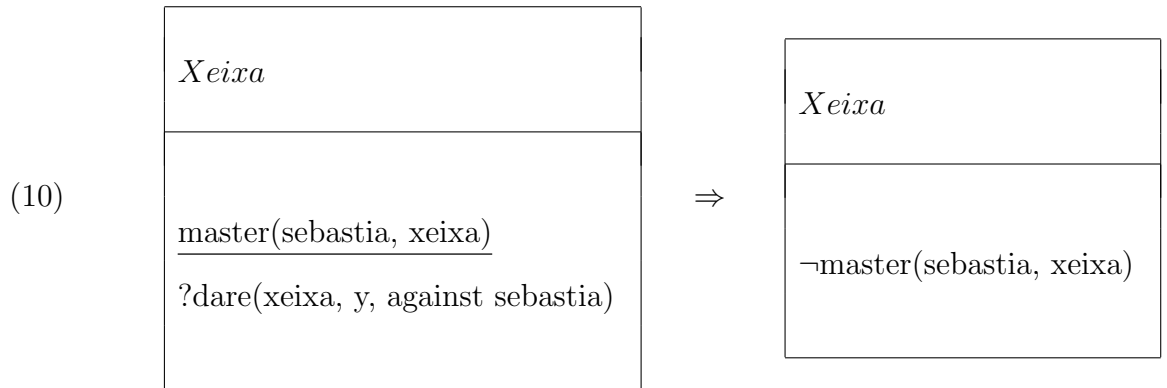 Xeixa
Xeixa
(10)
master(sebastia, xeixa)
⇒
¬master(sebastia, xeixa)
?dare(xeixa, y, against sebastia)